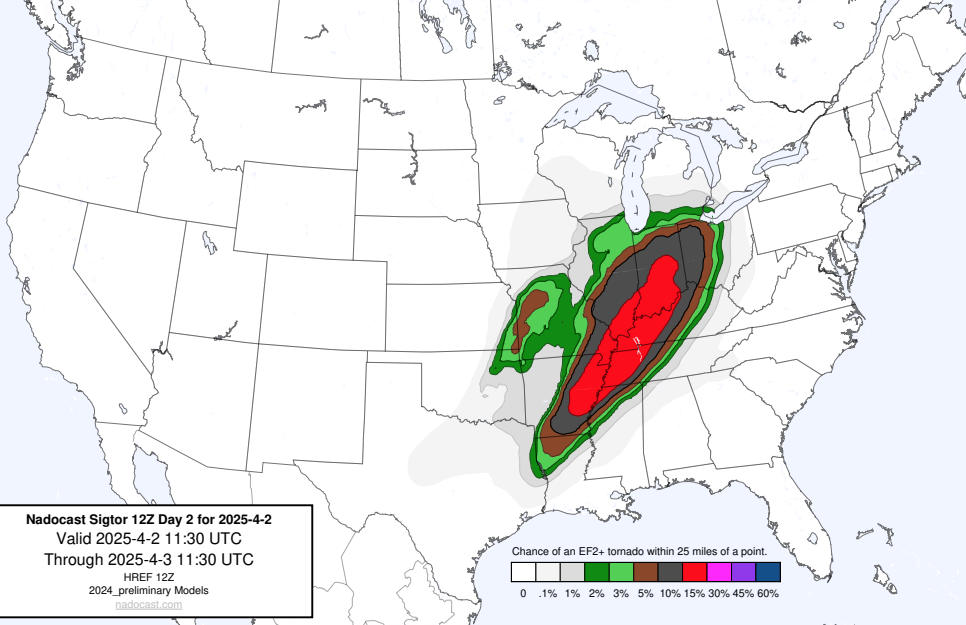 Nadocast Sigtor 12Z Day 2 for 2025-4-2
Valid 2025-4-2 11:30 UTC
Through 2025-4-3 11:30 UTC
HREF 12Z
2024_preliminary Models
nadocast.com
Chance of an EF2+ tornado within 25 miles of a point.
0 .1% 1% 2% 3% 5% 10% 15% 30% 45% 60%